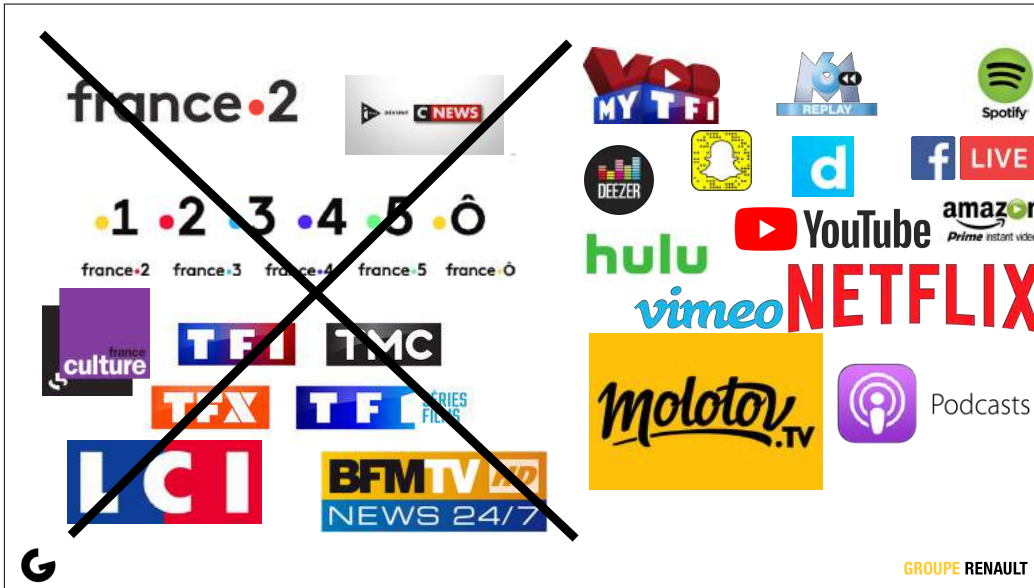 france•2
DEVIENT CNEWS
•1 •2 •3 •4 •5 •Ô
france•2 france•3 france•4 france•5 france•Ô
france
culture
TF1 TMC
TFX TF1 SÉRIES
FILMS
LCI
BFMTV HD
NEWS 24/7
VOD
MYTF1
M6
REPLAY
Spotify
DEEZER
d
f LIVE
hulu
YouTube
amazon
Prime instant video
vimeo
NETFLIX
molotov.TV
Podcasts
G
GROUPE RENAULT